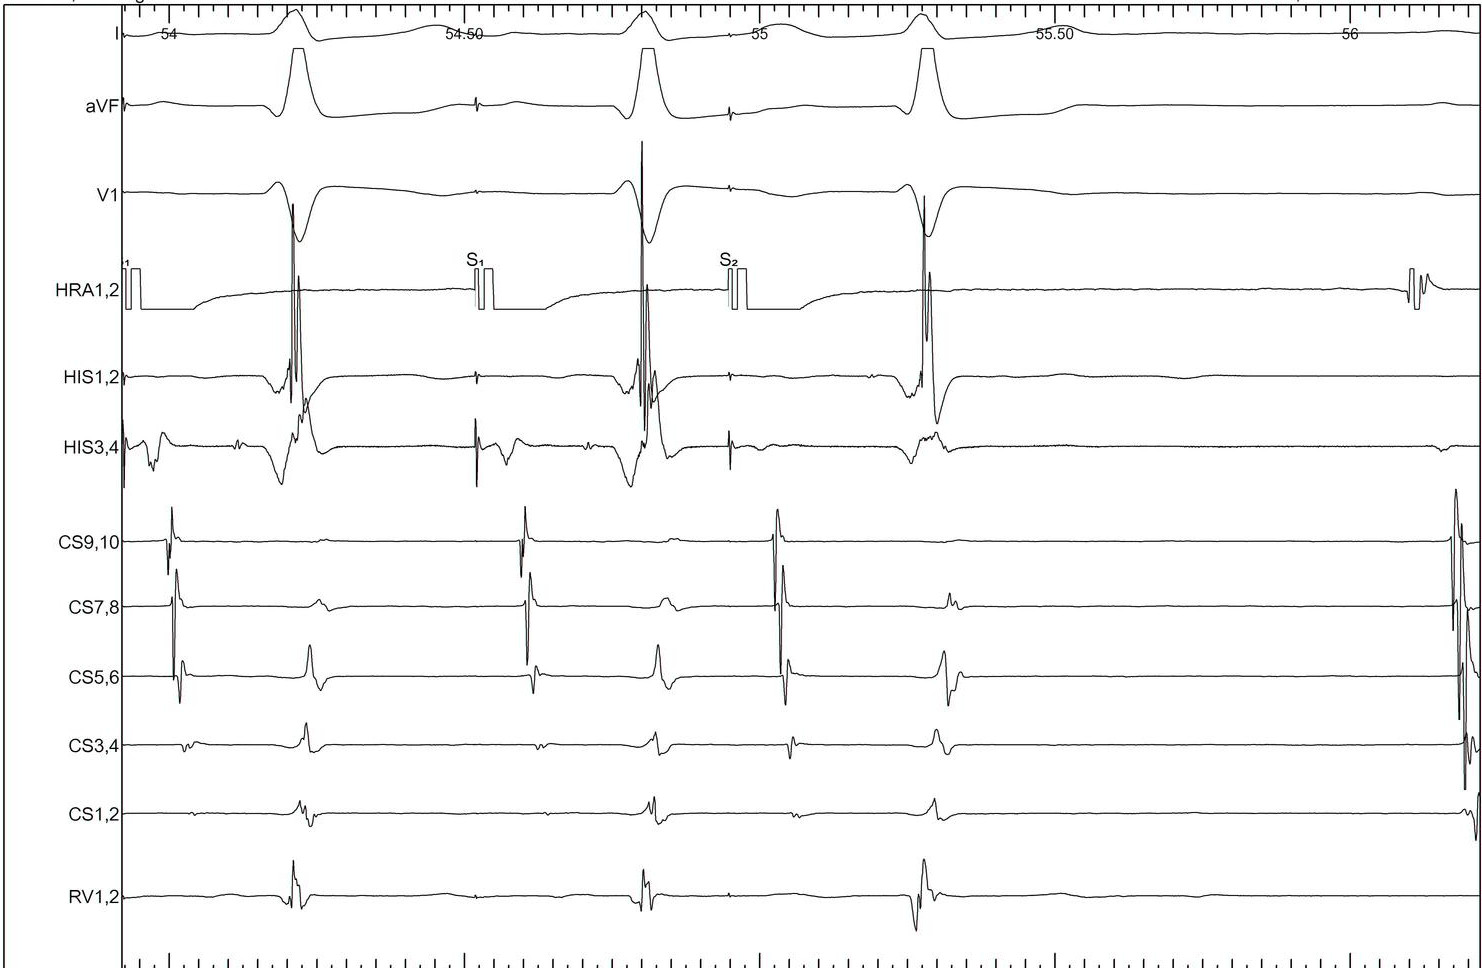 I
54
54.50
55
55.50
56
aVF
V1
S₁
S₂
HRA1,2
HIS1,2
HIS3,4
CS9,10
CS7,8
CS5,6
CS3,4
CS1,2
RV1,2